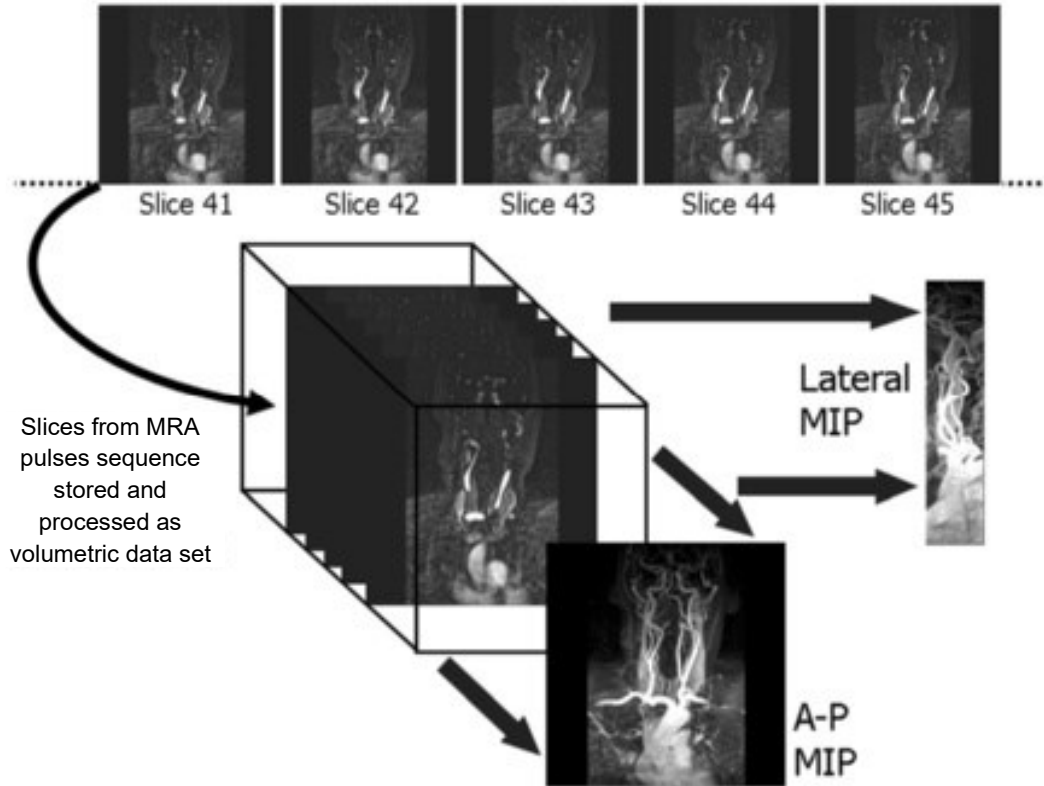 Slice 41
Slice 42
Slice 43
Slice 44
Slice 45
Slices from MRA
pulses sequence
stored and
processed as
volumetric data set
Lateral
MIP
A-P
MIP